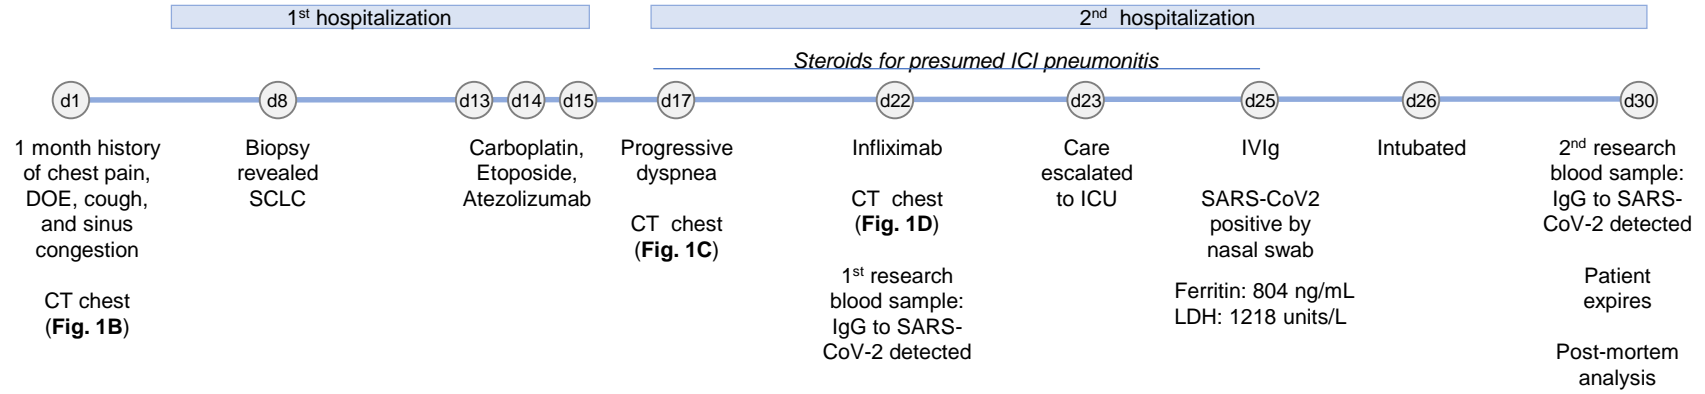 1st hospitalization
2nd hospitalization
Steroids for presumed ICI pneumonitis
d1
d8
d13
d14
d15
d17
d22
d23
d25
d26
d30
1 month history
of chest pain,
DOE, cough,
and sinus
congestion
CT chest
(Fig. 1B)
Biopsy
revealed
SCLC
Carboplatin,
Etoposide,
Atezolizumab
Progressive
dyspnea
CT chest
(Fig. 1C)
Infliximab
CT chest
(Fig. 1D)
1st research
blood sample:
IgG to SARS-
CoV-2 detected
Care
escalated
to ICU
IVIg
SARS-CoV2
positive by
nasal swab
Ferritin: 804 ng/mL
LDH: 1218 units/L
Intubated
2nd research
blood sample:
IgG to SARS-
CoV-2 detected
Patient
expires
Post-mortem
analysis